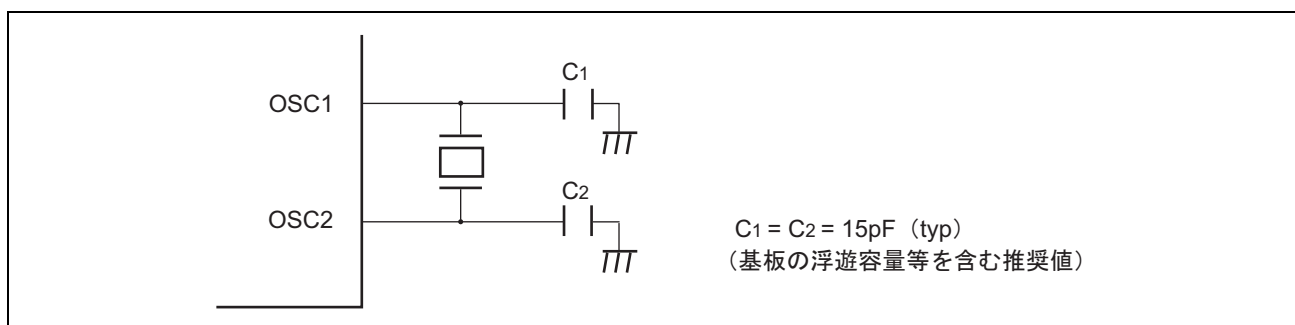 OSC1
C1
OSC2
C2
C1 = C2 = 15pF（typ）
（基板の浮遊容量等を含む推奨値）